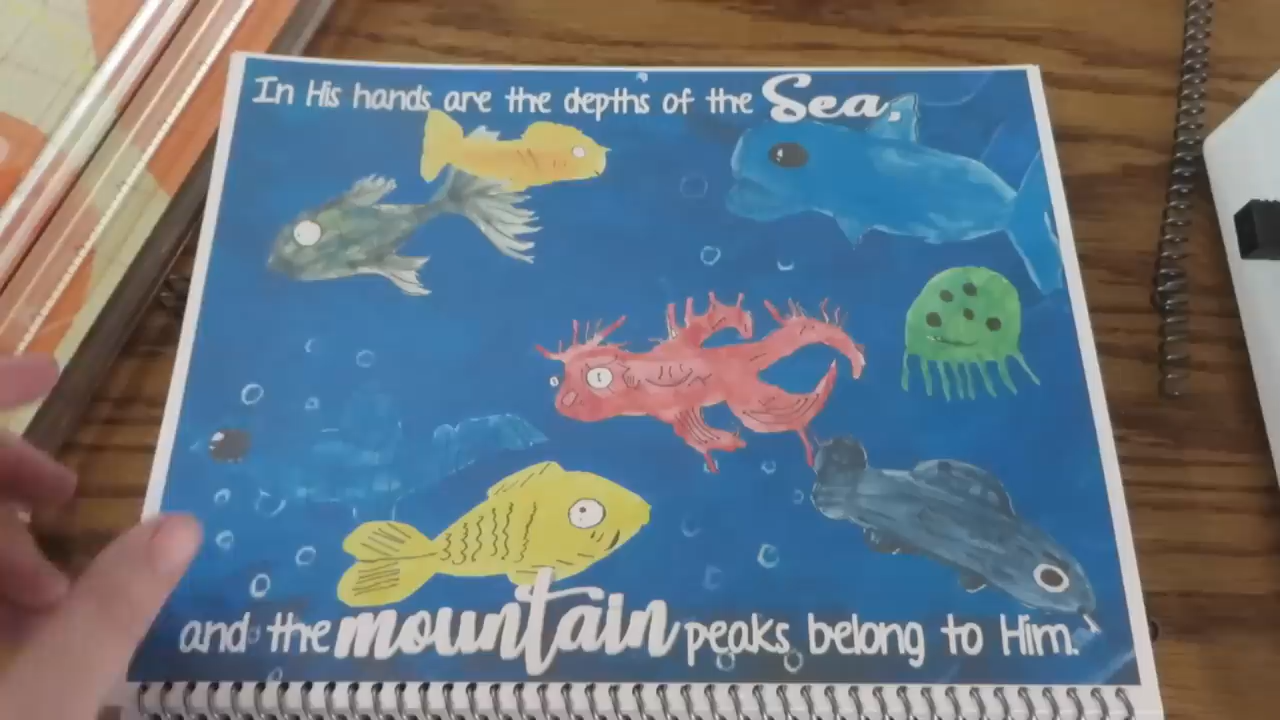 In His hands are the depths of the Sea,
and the mountain peaks belong to Him.